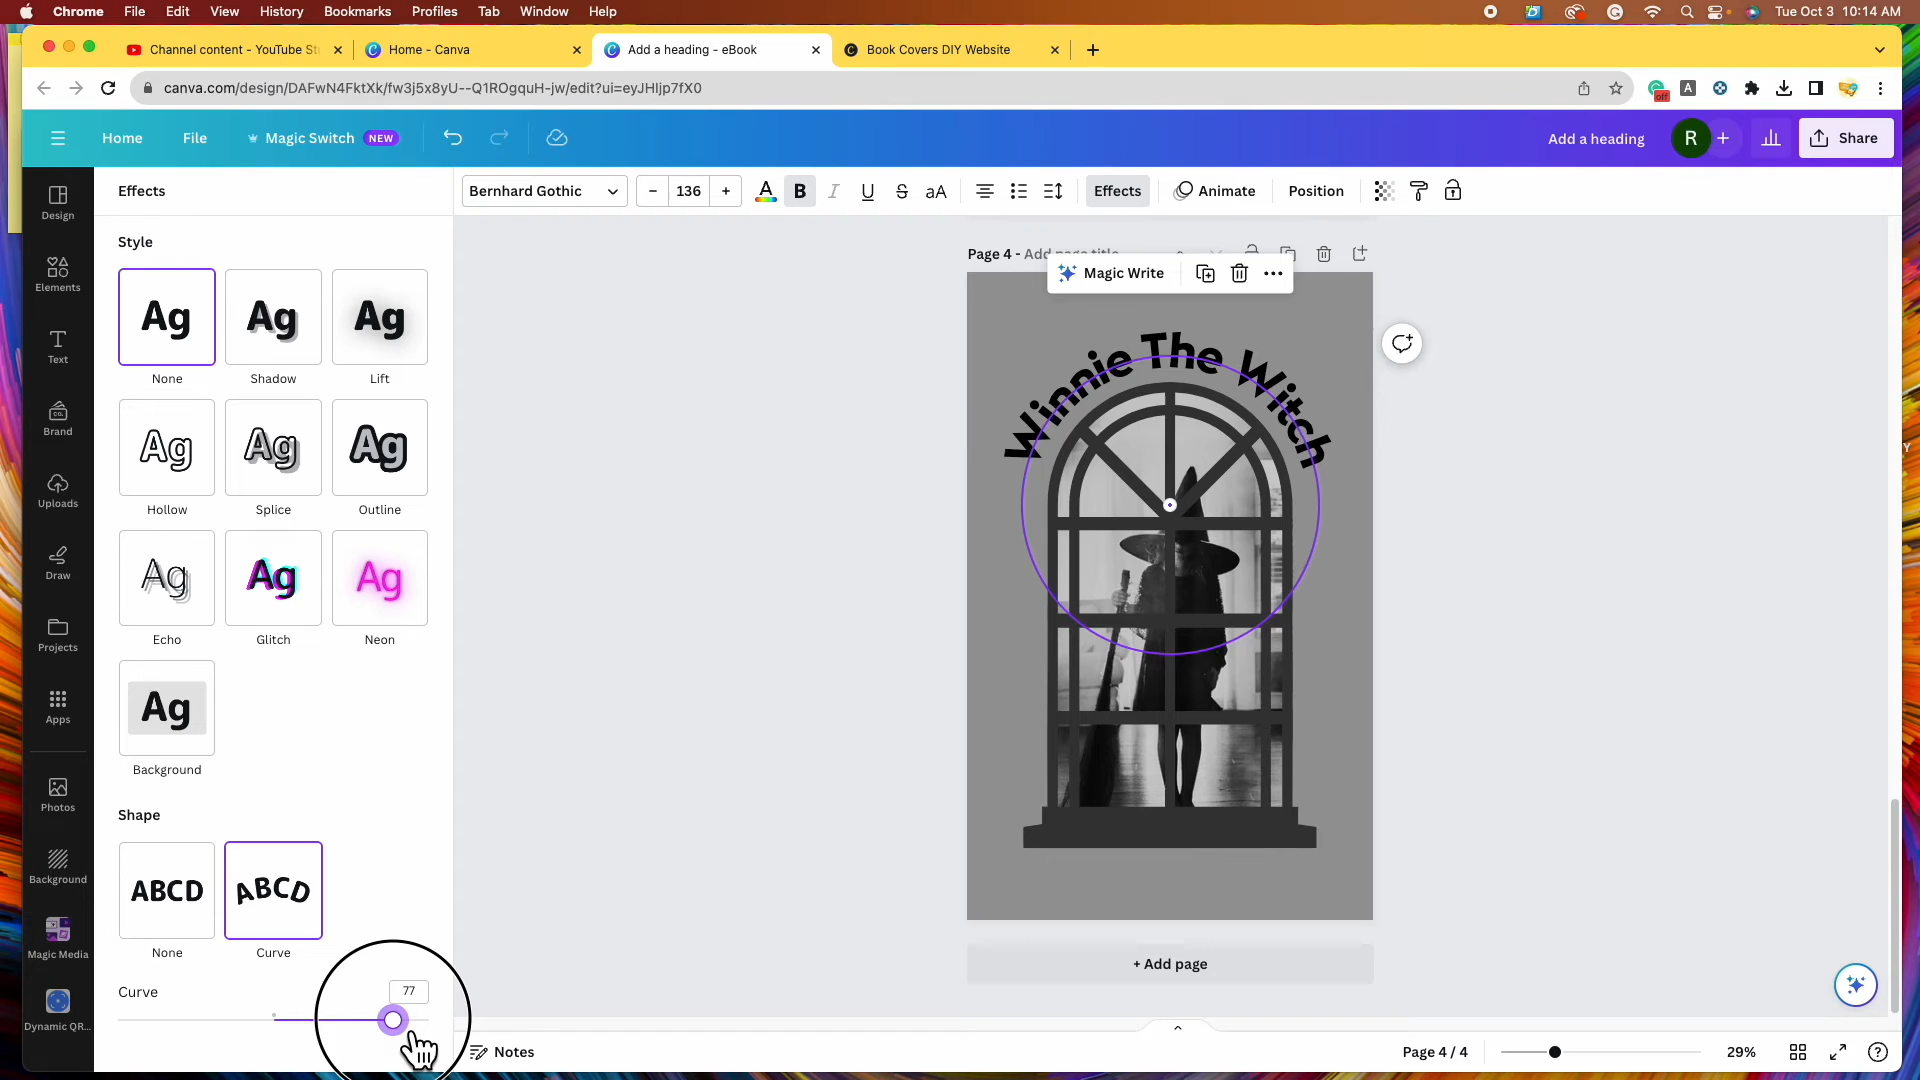 Chrome File Edit View History Bookmarks Profiles Tab Window Help
Tue Oct 3 10:14 AM
Channel content - YouTube St
Home - Canva
Add a heading - eBook
Book Covers DIY Website
canva.com/design/DAFwN4FktXk/fw3j5x8yU--Q1ROgquH-jw/edit?ui=eyJHIjp7fX0
off
A
Home
File
Magic Switch NEW
Add a heading
R
Share
Effects
Bernhard Gothic
136
A B I U S aA
Effects
Animate
Position
Design
Elements
Text
Brand
Uploads
Draw
Projects
Apps
Photos
Background
Magic Media
Dynamic QR...
Style
Ag Ag Ag
None Shadow Lift
Ag Ag Ag
Hollow Splice Outline
Ag Ag Ag
Echo Glitch Neon
Ag
Background
Shape
ABCD ABCD
None Curve
Curve 77
Page 4 - Add page title
Magic Write
Winnie The Witch
+ Add page
Notes
Page 4 / 4
29%